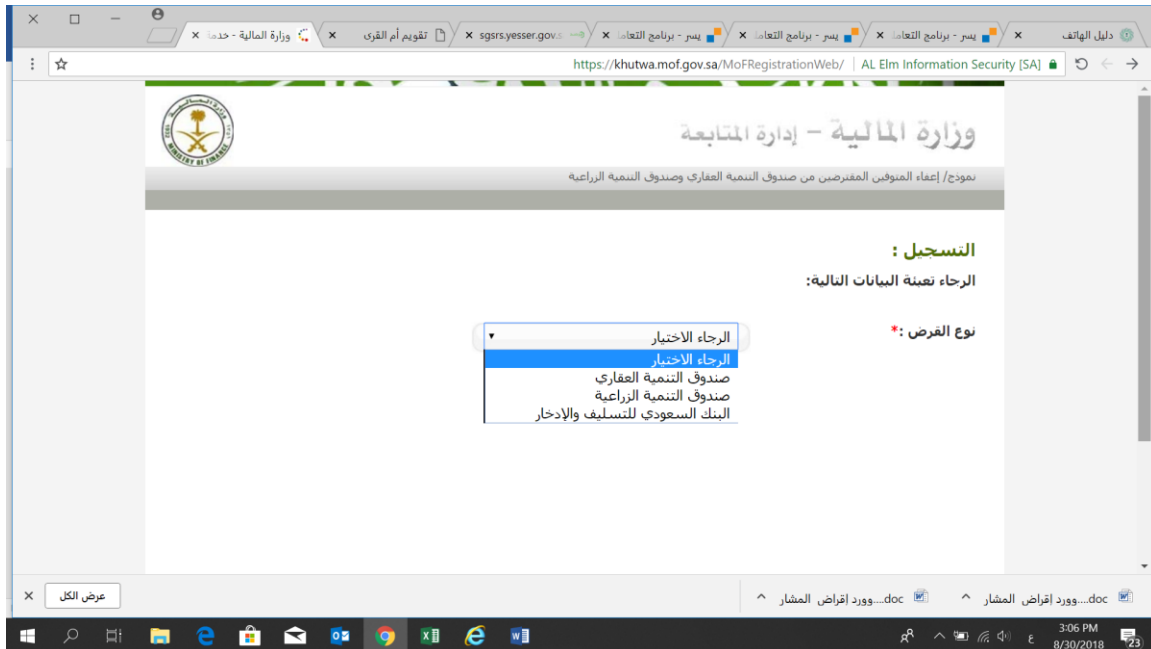 دليل الهاتف
يسر - برنامج التعامل
يسر - برنامج التعامل
يسر - برنامج التعامل
sgsrs.yesser.gov.s
تقويم أم القرى
وزارة المالية - خدمة
https://khutwa.mof.gov.sa/MoFRegistrationWeb/ | AL Elm Information Security [SA]
وزارة المالية – إدارة المتابعة
MINISTRY OF FINANCE
نموذج/ إعفاء المتوفين المقترضين من صندوق التنمية العقاري وصندوق التنمية الزراعية
التسجيل :
الرجاء تعبئة البيانات التالية:
نوع القرض :*
الرجاء الاختيار
الرجاء الاختيار
صندوق التنمية العقاري
صندوق التنمية الزراعية
البنك السعودي للتسليف والإدخار
وورد إقراض المشار....doc
وورد إقراض المشار....doc
عرض الكل
ع
3:06 PM
8/30/2018
23